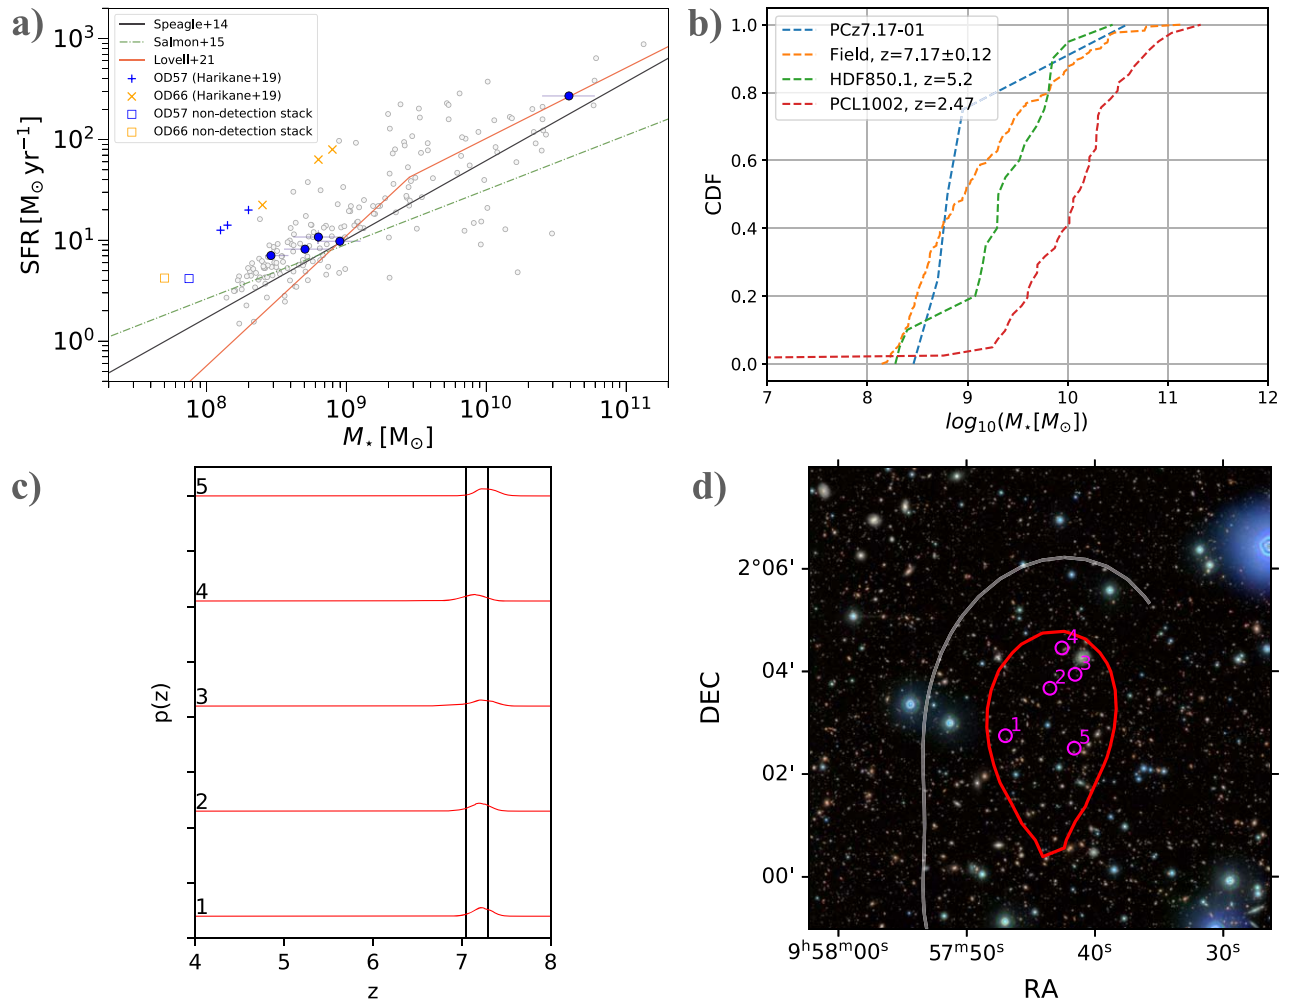 a)
Speagle+14
Salmon+15
Lovell+21
OD57 (Harikane+19)
OD66 (Harikane+19)
OD57 non-detection stack
OD66 non-detection stack
10³
10²
10¹
10⁰
SFR [M⊙ yr⁻¹]
10⁸ 10⁹ 10¹⁰ 10¹¹
M⋆ [M⊙]
b)
PCz7.17-01
Field, z=7.17±0.12
HDF850.1, z=5.2
PCL1002, z=2.47
1.0
0.8
0.6
0.4
0.2
0.0
CDF
7 8 9 10 11 12
log₁₀(M⋆[M⊙])
c)
5
4
3
2
1
p(z)
4 5 6 7 8
z
d)
2°06'
04'
02'
00'
DEC
4
3
2
1
5
9ʰ58ᵐ00ˢ 57ᵐ50ˢ 40ˢ 30ˢ
RA